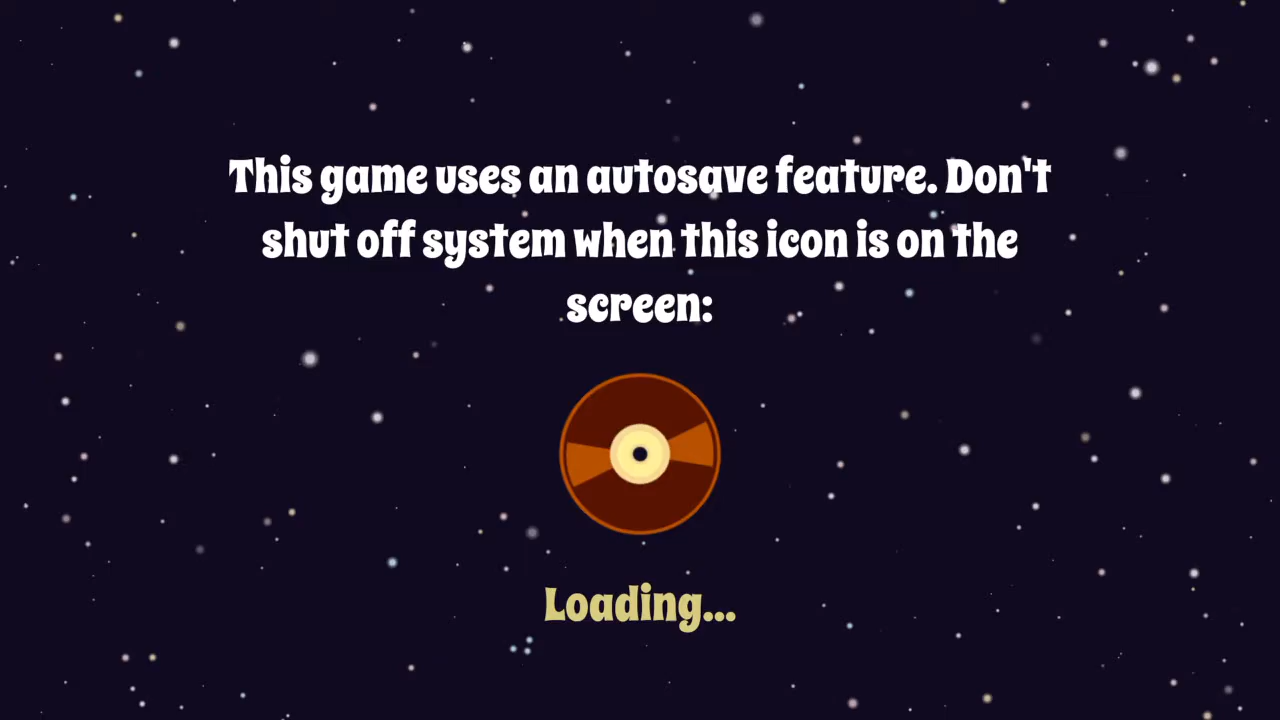 This game uses an autosave feature. Don't
shut off system when this icon is on the
screen:
Loading...